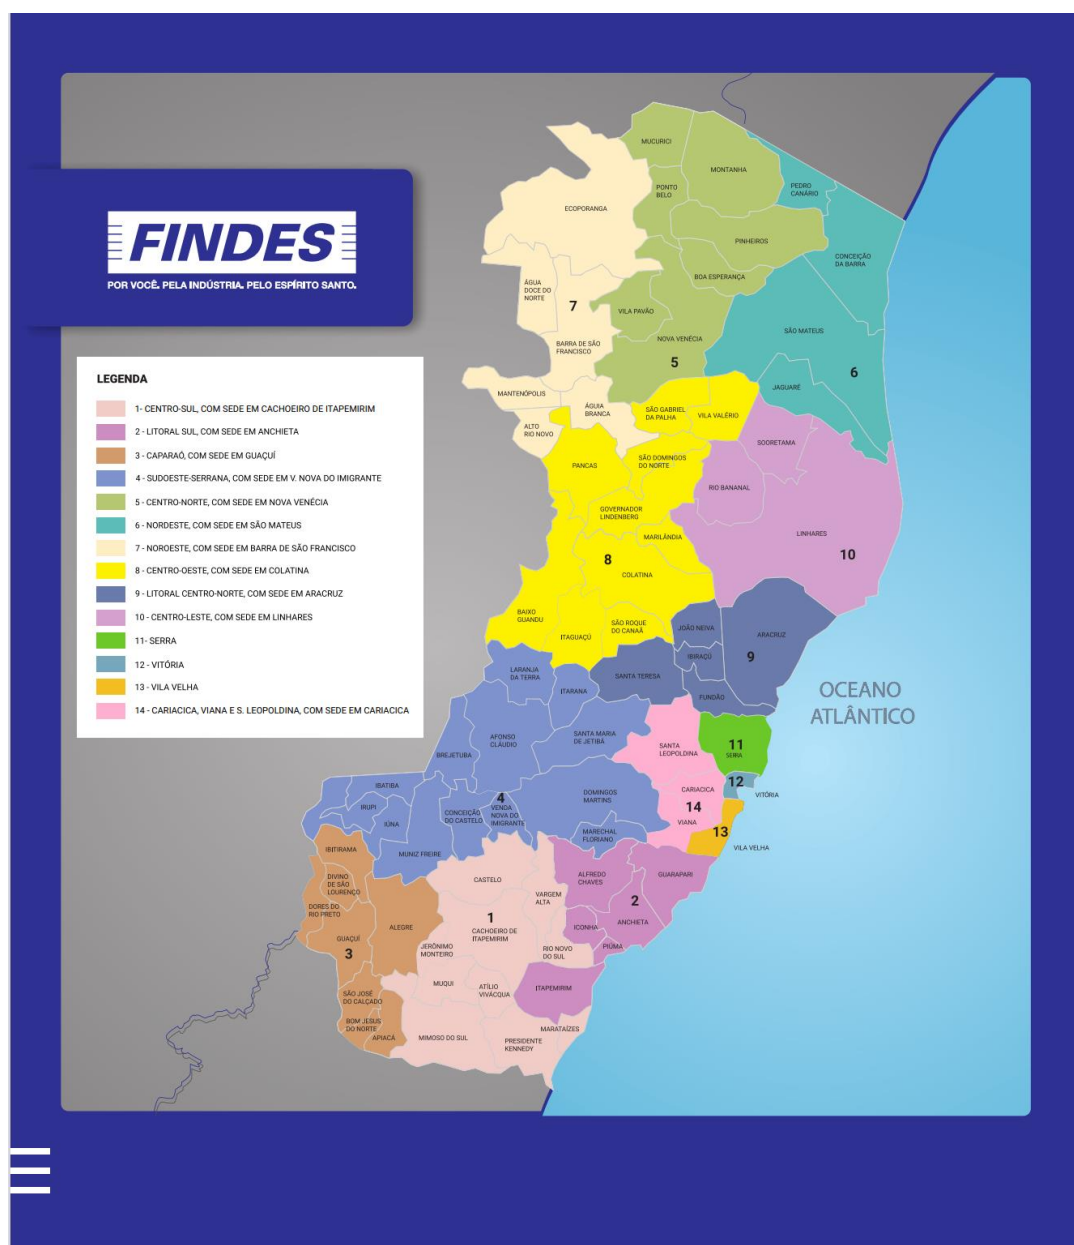 FINDES
POR VOCÊ. PELA INDÚSTRIA. PELO ESPÍRITO SANTO.
LEGENDA
1- CENTRO-SUL, COM SEDE EM CACHOEIRO DE ITAPEMIRIM
2 - LITORAL SUL, COM SEDE EM ANCHIETA
3 - CAPARAÓ, COM SEDE EM GUAÇUÍ
4 - SUDOESTE-SERRANA, COM SEDE EM V. NOVA DO IMIGRANTE
5 - CENTRO-NORTE, COM SEDE EM NOVA VENÉCIA
6 - NORDESTE, COM SEDE EM SÃO MATEUS
7 - NOROESTE, COM SEDE EM BARRA DE SÃO FRANCISCO
8 - CENTRO-OESTE, COM SEDE EM COLATINA
9 - LITORAL CENTRO-NORTE, COM SEDE EM ARACRUZ
10 - CENTRO-LESTE, COM SEDE EM LINHARES
11- SERRA
12 - VITÓRIA
13 - VILA VELHA
14 - CARIACICA, VIANA E S. LEOPOLDINA, COM SEDE EM CARIACICA
MUCURICI
MONTANHA
PONTO
BELO
PEDRO
CANÁRIO
ECOPORANGA
PINHEIROS
CONCEIÇÃO
DA BARRA
BOA ESPERANÇA
ÁGUA
DOCE DO
NORTE
7
VILA PAVÃO
SÃO MATEUS
NOVA VENÉCIA
BARRA DE SÃO
FRANCISCO
5
6
JAGUARÉ
MANTENÓPOLIS
ÁGUIA
BRANCA
SÃO GABRIEL
DA PALHA
VILA VALÉRIO
ALTO
RIO NOVO
SOORETAMA
PANCAS
SÃO DOMINGOS
DO NORTE
RIO BANANAL
GOVERNADOR
LINDENBERG
MARILÂNDIA
LINHARES
10
8
COLATINA
BAIXO
GUANDU
ITAGUAÇÚ
SÃO ROQUE
DO CANAÃ
JOÃO NEIVA
ARACRUZ
IBIRAÇÚ
9
LARANJA
DA TERRA
ITARANA
SANTA TERESA
FUNDÃO
OCEANO
ATLÂNTICO
AFONSO
CLÁUDIO
SANTA MARIA
DE JETIBÁ
SANTA
LEOPOLDINA
11
SERRA
BREJETUBA
IBATIBA
12
VITÓRIA
CARIACICA
IRUPI
IÚNA
CONCEIÇÃO
DO CASTELO
4
VENDA
NOVA DO
IMIGRANTE
DOMINGOS
MARTINS
14
VIANA
13
VILA VELHA
MARECHAL
FLORIANO
IBITIRAMA
MUNIZ FREIRE
DIVINO
DE SÃO
LOURENÇO
CASTELO
ALFREDO
CHAVES
GUARAPARI
VARGEM
ALTA
2
DORES DO
RIO PRETO
ALEGRE
1
CACHOEIRO DE
ITAPEMIRIM
ICONHA
ANCHIETA
GUAÇUÍ
3
JERÔNIMO
MONTEIRO
RIO NOVO
DO SUL
PIÚMA
MUQUI
ATÍLIO
VIVÁCQUA
ITAPEMIRIM
SÃO JOSÉ
DO CALÇADO
BOM JESUS
DO NORTE
APIACÁ
MIMOSO DO SUL
MARATAÍZES
PRESIDENTE
KENNEDY